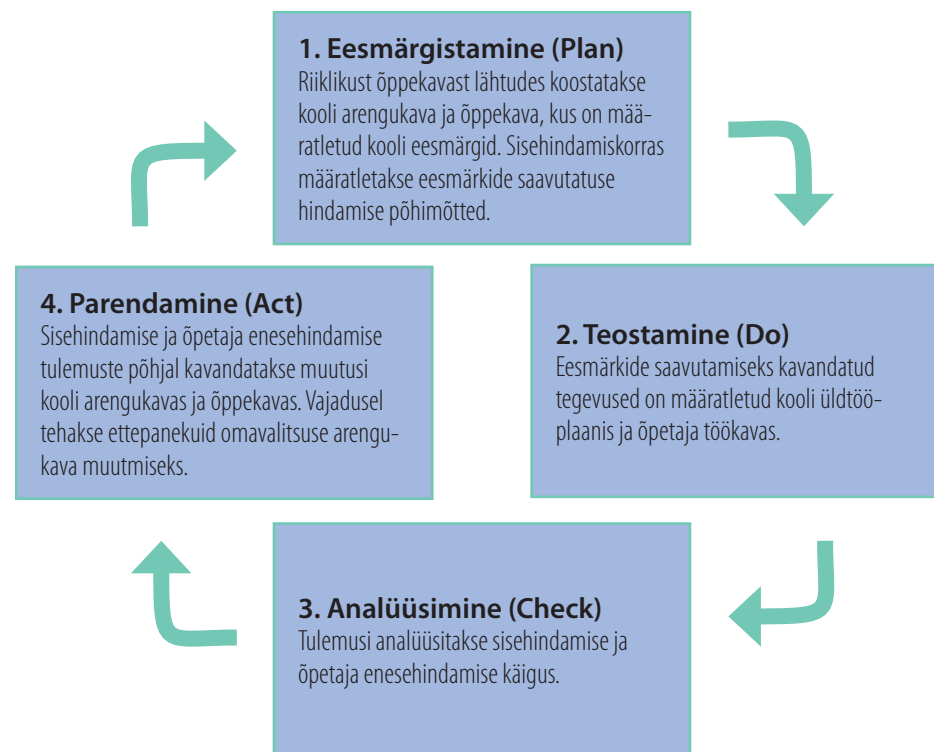 1. Eesmärgistamine (Plan)
Riiklikust õppekavast lähtudes koostatakse
kooli arengukava ja õppekava, kus on mää-
ratletud kooli eesmärgid. Sisehindamiskorras
määratletakse eesmärkide saavutatuse
hindamise põhimõtted.
2. Teostamine (Do)
Eesmärkide saavutamiseks kavandatud
tegevused on määratletud kooli üldtöö-
plaanis ja õpetaja töökavas.
3. Analüüsimine (Check)
Tulemusi analüüsitakse sisehindamise ja
õpetaja enesehindamise käigus.
4. Parendamine (Act)
Sisehindamise ja õpetaja enesehindamise
tulemuste põhjal kavandatakse muutusi
kooli arengukavas ja õppekavas. Vajadusel
tehakse ettepanekuid omavalitsuse arengu-
kava muutmiseks.